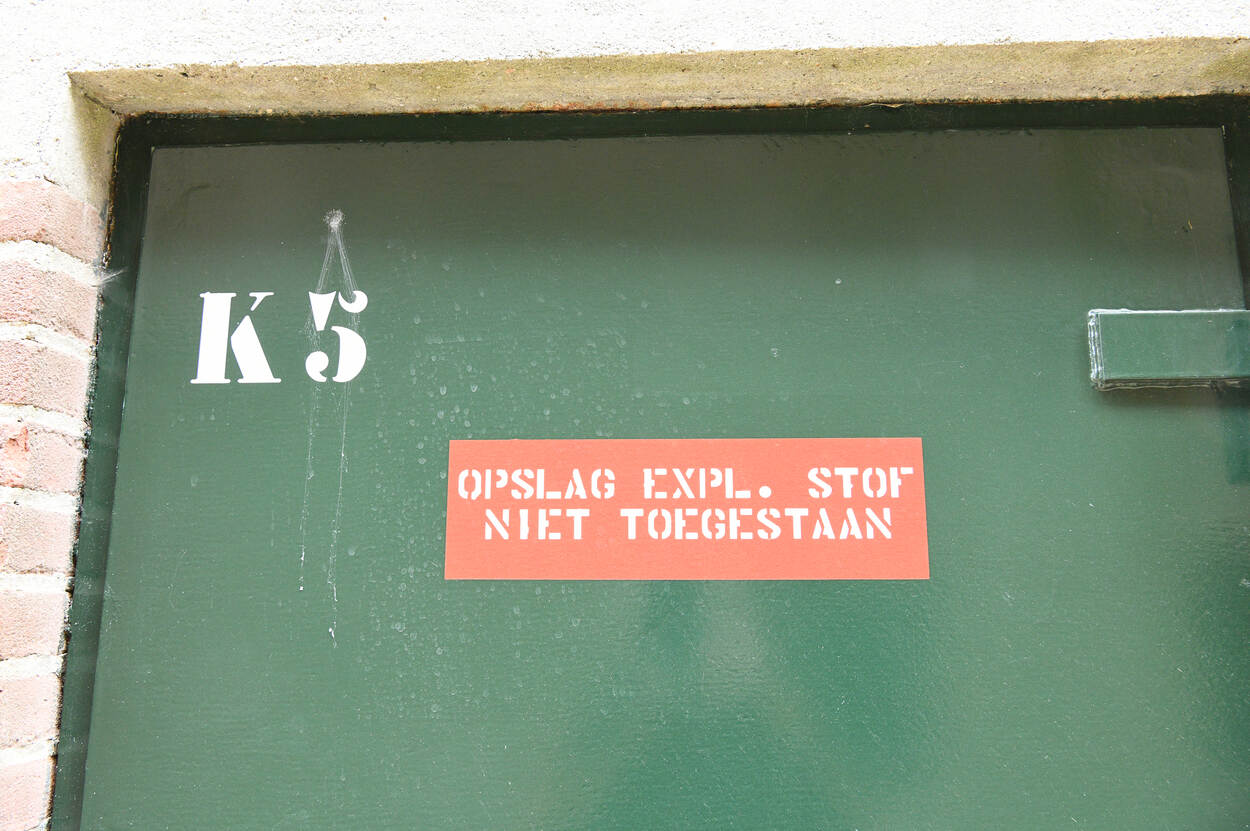 K 5
OPSLAG EXPL. STOF
NIET TOEGESTAAN